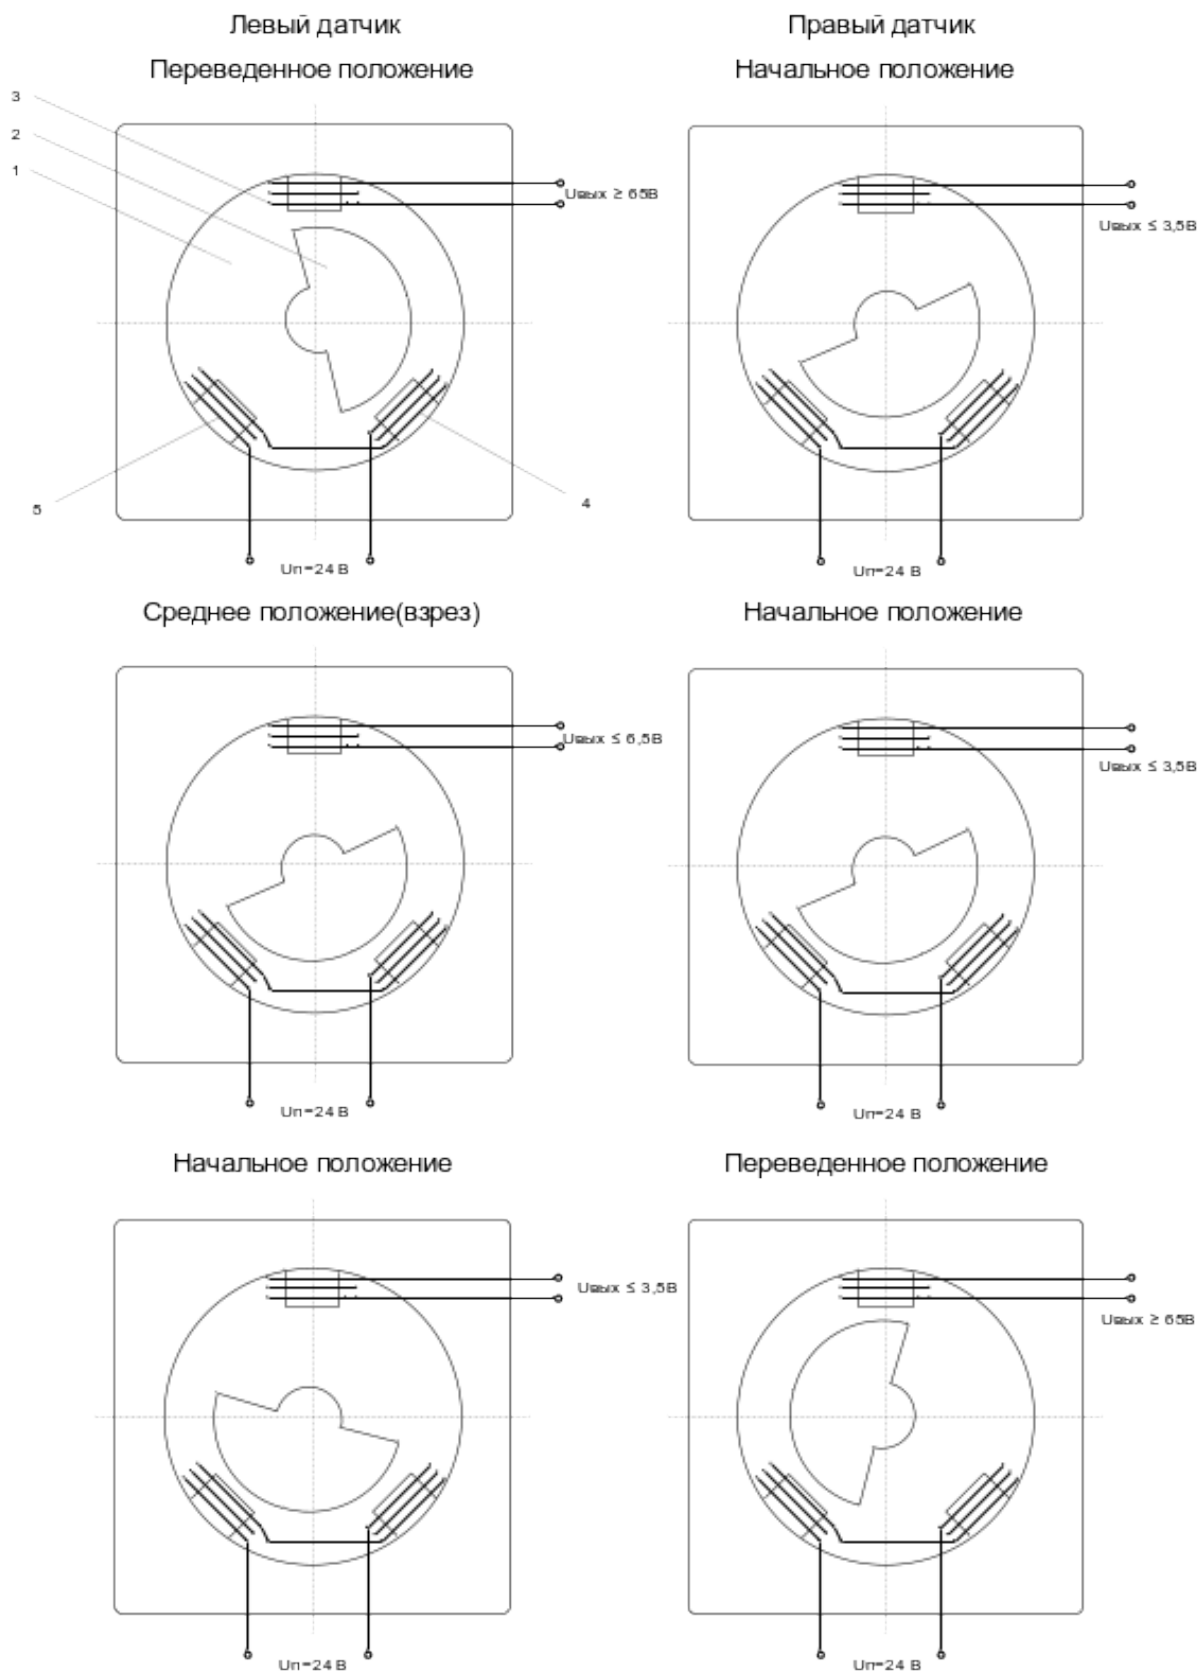 Левый датчик Правый датчик
Переведенное положение Начальное положение
3
2
1
Uвых ≥ 65В
Uвых ≤ 3,5В
5
4
Uп=24 В Uп=24 В
Среднее положение(взрез) Начальное положение
Uвых ≤ 6,5В
Uвых ≤ 3,5В
Uп=24 В Uп=24 В
Начальное положение Переведенное положение
Uвых ≤ 3,5В
Uвых ≥ 65В
Uп=24 В Uп=24 В